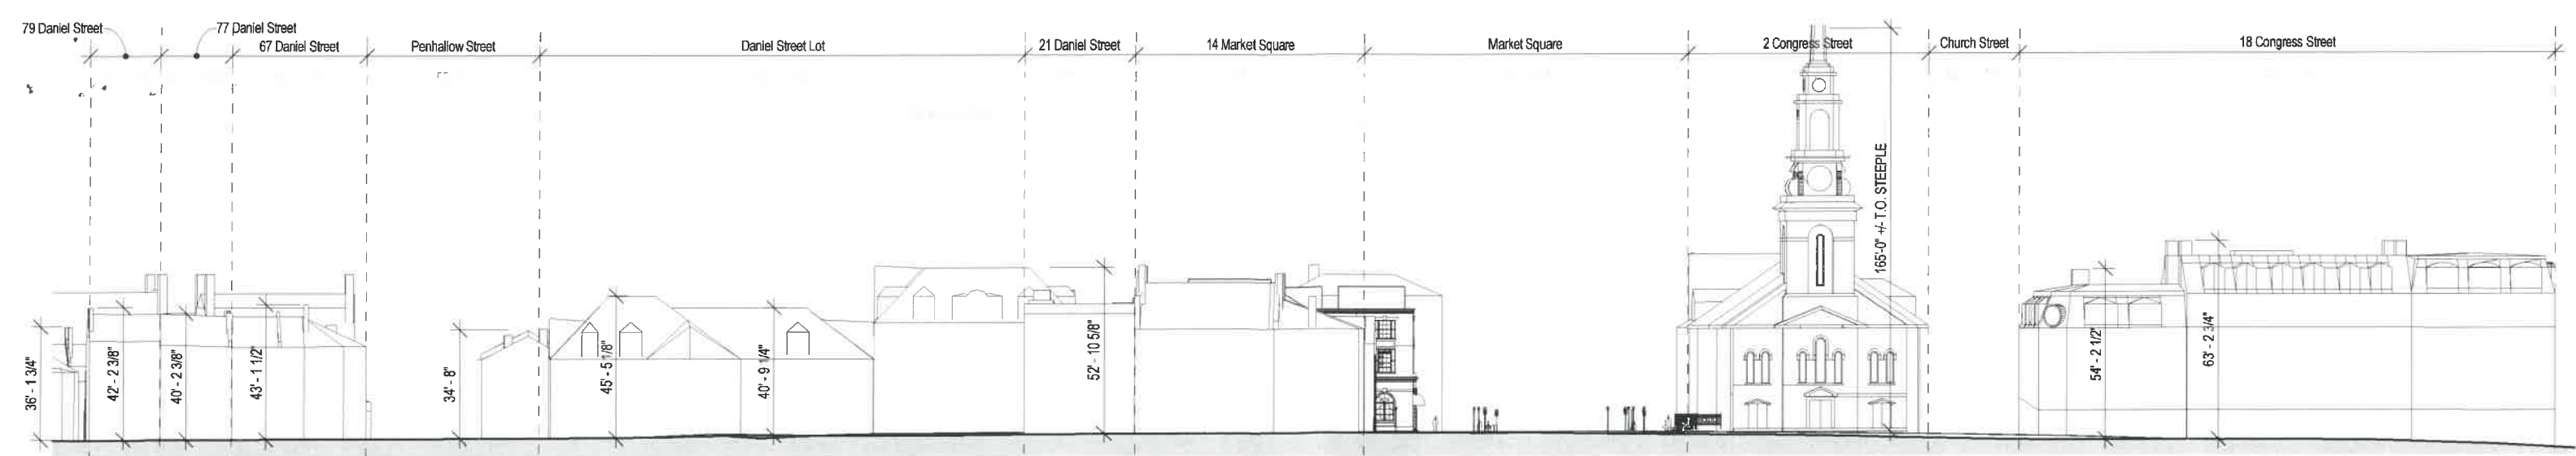 79 Daniel Street
77 Daniel Street
67 Daniel Street
Penhallow Street
Daniel Street Lot
21 Daniel Street
14 Market Square
Market Square
2 Congress Street
Church Street
18 Congress Street
36' - 1 3/4"
42' - 2 3/8"
40' - 2 3/8"
43' - 1 1/2"
34' - 8"
45' - 5 1/8"
40' - 9 1/4"
52' - 10 5/8"
165'-0" +/- T.O. STEEPLE
54' - 2 1/2"
63' - 2 3/4"